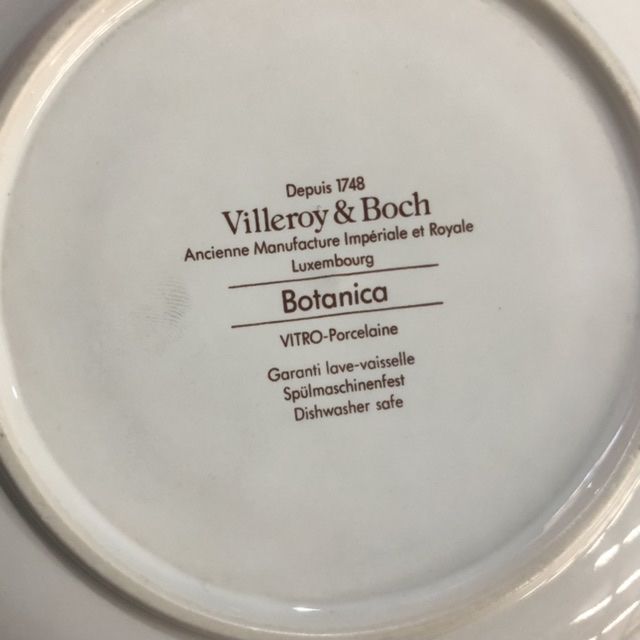 Depuis 1748
Villeroy & Boch
Ancienne Manufacture Impériale et Royale
Luxembourg
Botanica
VITRO-Porcelaine
Garanti lave-vaisselle
Spülmaschinenfest
Dishwasher safe